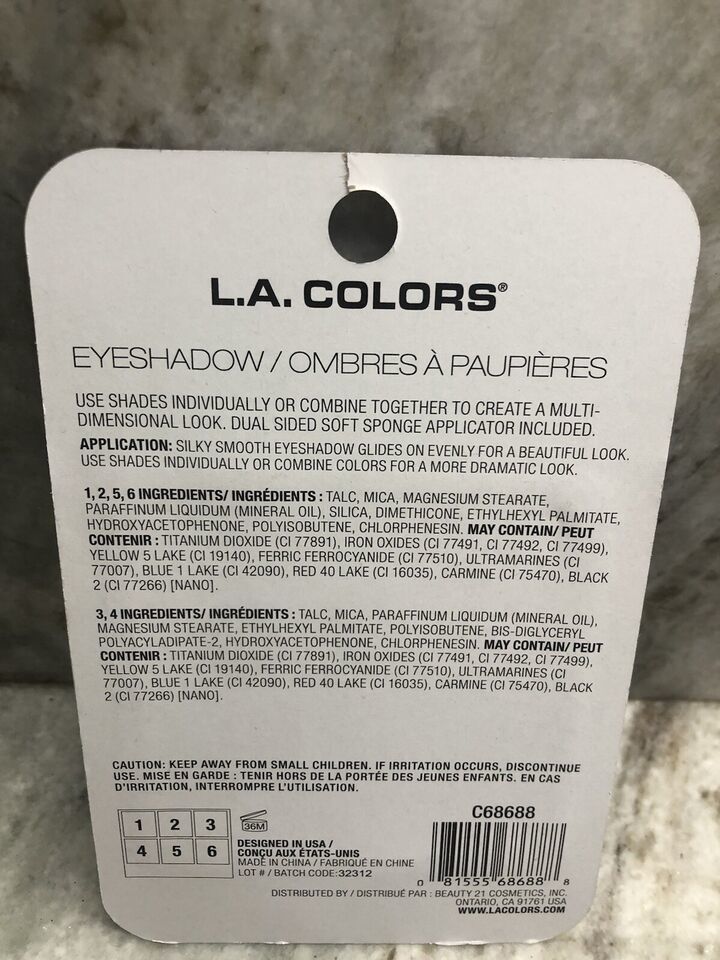 L.A. COLORS®
EYESHADOW / OMBRES À PAUPIÈRES
USE SHADES INDIVIDUALLY OR COMBINE TOGETHER TO CREATE A MULTI-
DIMENSIONAL LOOK. DUAL SIDED SOFT SPONGE APPLICATOR INCLUDED.
APPLICATION: SILKY SMOOTH EYESHADOW GLIDES ON EVENLY FOR A BEAUTIFUL LOOK.
USE SHADES INDIVIDUALLY OR COMBINE COLORS FOR A MORE DRAMATIC LOOK.
1, 2, 5, 6 INGREDIENTS/ INGRÉDIENTS : TALC, MICA, MAGNESIUM STEARATE,
PARAFFINUM LIQUIDUM (MINERAL OIL), SILICA, DIMETHICONE, ETHYLHEXYL PALMITATE,
HYDROXYACETOPHENONE, POLYISOBUTENE, CHLORPHENESIN. MAY CONTAIN/ PEUT
CONTENIR : TITANIUM DIOXIDE (CI 77891), IRON OXIDES (CI 77491, CI 77492, CI 77499),
YELLOW 5 LAKE (CI 19140), FERRIC FERROCYANIDE (CI 77510), ULTRAMARINES (CI
77007), BLUE 1 LAKE (CI 42090), RED 40 LAKE (CI 16035), CARMINE (CI 75470), BLACK
2 (CI 77266) [NANO].
3, 4 INGREDIENTS/ INGRÉDIENTS : TALC, MICA, PARAFFINUM LIQUIDUM (MINERAL OIL),
MAGNESIUM STEARATE, ETHYLHEXYL PALMITATE, POLYISOBUTENE, BIS-DIGLYCERYL
POLYACYLADIPATE-2, HYDROXYACETOPHENONE, CHLORPHENESIN. MAY CONTAIN/ PEUT
CONTENIR : TITANIUM DIOXIDE (CI 77891), IRON OXIDES (CI 77491, CI 77492, CI 77499),
YELLOW 5 LAKE (CI 19140), FERRIC FERROCYANIDE (CI 77510), ULTRAMARINES (CI
77007), BLUE 1 LAKE (CI 42090), RED 40 LAKE (CI 16035), CARMINE (CI 75470), BLACK
2 (CI 77266) [NANO].
CAUTION: KEEP AWAY FROM SMALL CHILDREN. IF IRRITATION OCCURS, DISCONTINUE
USE. MISE EN GARDE : TENIR HORS DE LA PORTÉE DES JEUNES ENFANTS. EN CAS
D'IRRITATION, INTERROMPRE L'UTILISATION.
1 2 3
4 5 6
36M
DESIGNED IN USA /
CONÇU AUX ÉTATS-UNIS
MADE IN CHINA / FABRIQUÉ EN CHINE
LOT # / BATCH CODE:32312
C68688
0 81555 68688 8
DISTRIBUTED BY / DISTRIBUÉ PAR : BEAUTY 21 COSMETICS, INC.
ONTARIO, CA 91761 USA
WWW.LACOLORS.COM